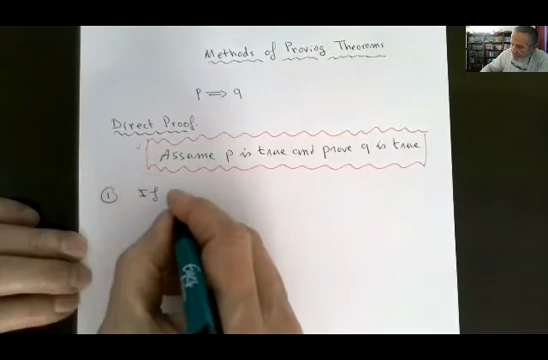 Methods of Proving Theorems
p ⟹ q
Direct Proof.
Assume p is true and prove q is true
① If